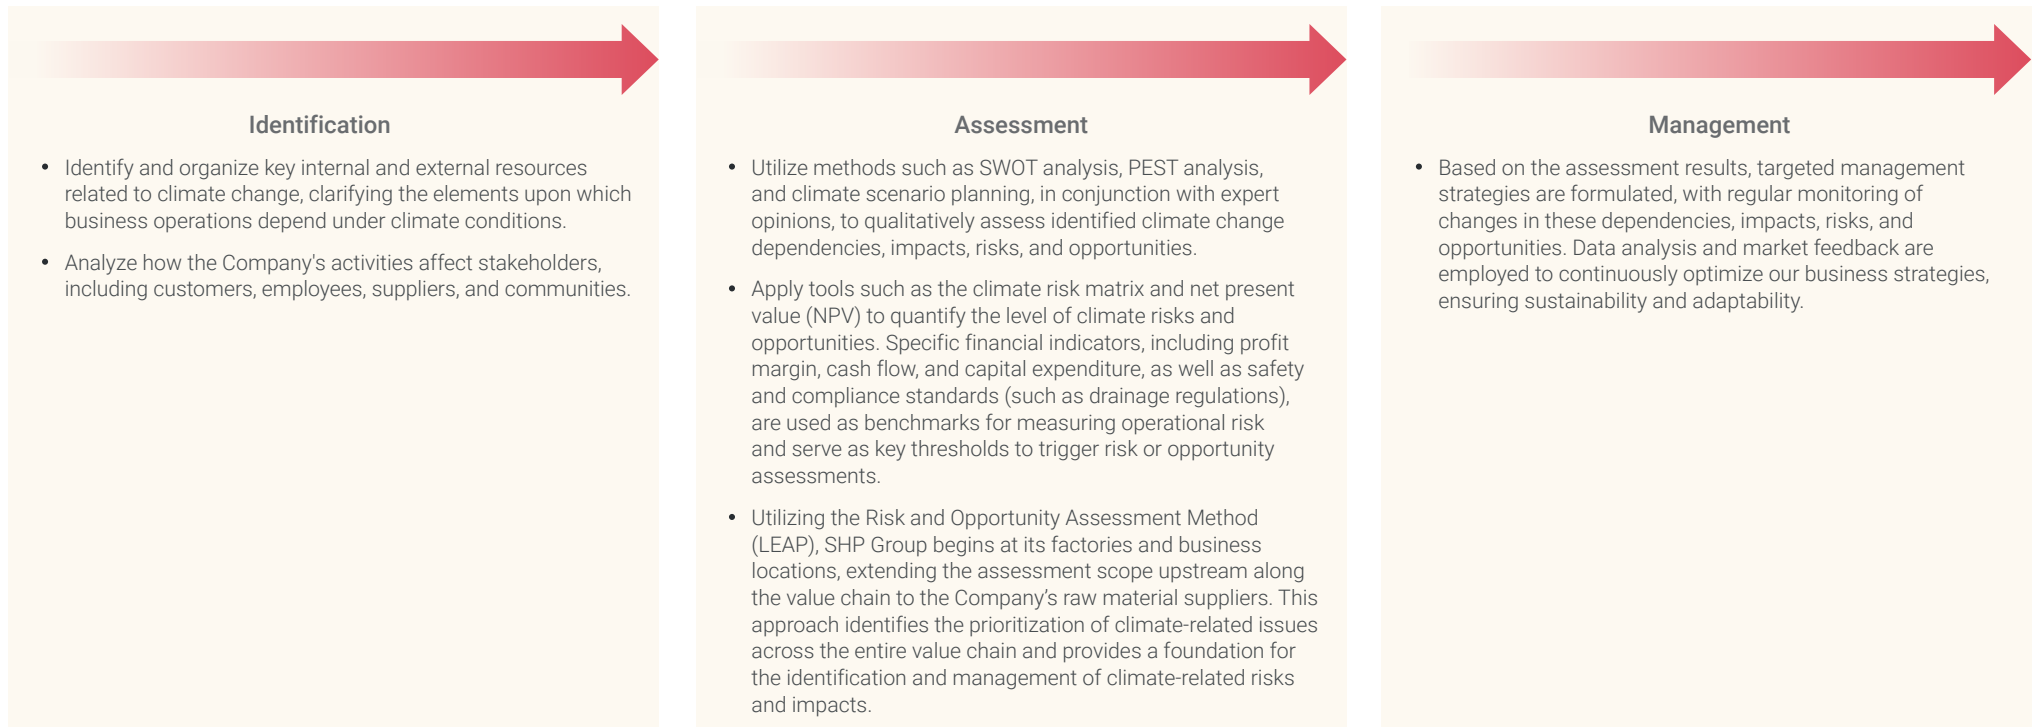 Identification
• Identify and organize key internal and external resources
related to climate change, clarifying the elements upon which
business operations depend under climate conditions.
• Analyze how the Company's activities affect stakeholders,
including customers, employees, suppliers, and communities.
Assessment
• Utilize methods such as SWOT analysis, PEST analysis,
and climate scenario planning, in conjunction with expert
opinions, to qualitatively assess identified climate change
dependencies, impacts, risks, and opportunities.
• Apply tools such as the climate risk matrix and net present
value (NPV) to quantify the level of climate risks and
opportunities. Specific financial indicators, including profit
margin, cash flow, and capital expenditure, as well as safety
and compliance standards (such as drainage regulations),
are used as benchmarks for measuring operational risk
and serve as key thresholds to trigger risk or opportunity
assessments.
• Utilizing the Risk and Opportunity Assessment Method
(LEAP), SHP Group begins at its factories and business
locations, extending the assessment scope upstream along
the value chain to the Company’s raw material suppliers. This
approach identifies the prioritization of climate-related issues
across the entire value chain and provides a foundation for
the identification and management of climate-related risks
and impacts.
Management
• Based on the assessment results, targeted management
strategies are formulated, with regular monitoring of
changes in these dependencies, impacts, risks, and
opportunities. Data analysis and market feedback are
employed to continuously optimize our business strategies,
ensuring sustainability and adaptability.